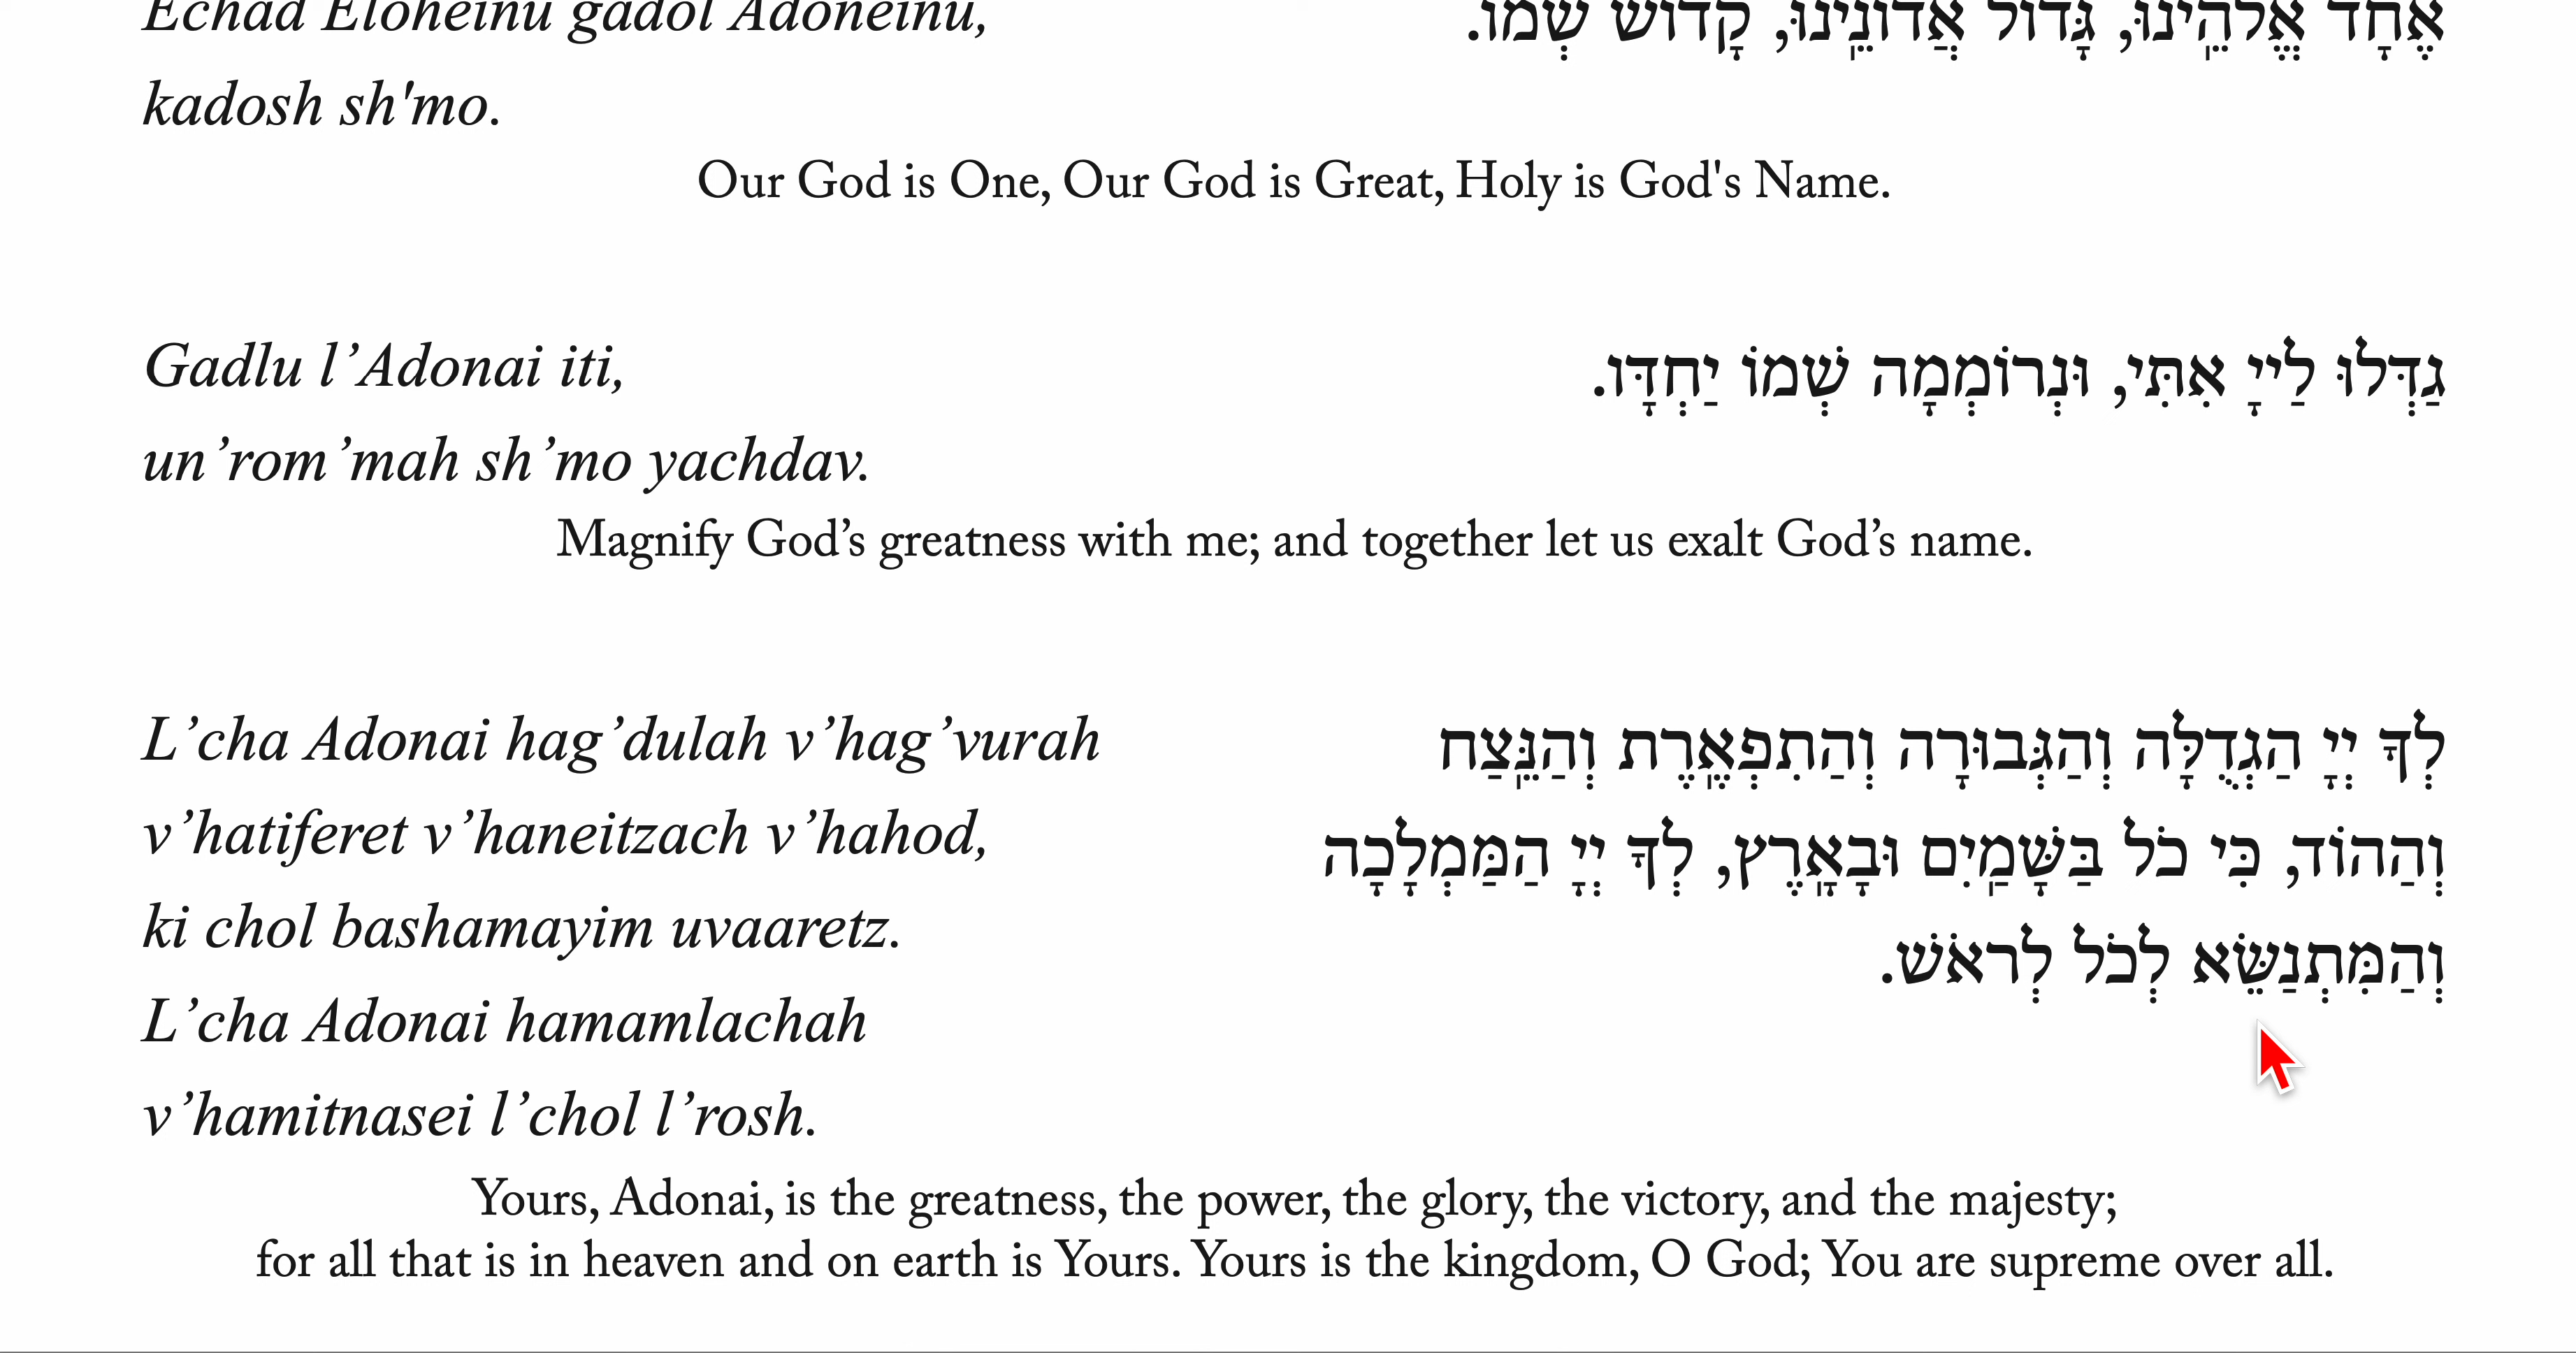 Echad Eloheinu gadol Adoneinu,
kadosh sh'mo.
אֶחָד אֱלֹהֵֽינוּ, גָּדוֹל אֲדוֹנֵֽינוּ, קָדוֹשׁ שְׁמוֹ.
Our God is One, Our God is Great, Holy is God's Name.
Gadlu l’Adonai iti,
un’rom’mah sh’mo yachdav.
גַּדְּלוּ לַייָ אִתִּי, וּנְרוֹמְמָה שְׁמוֹ יַחְדָּו.
Magnify God’s greatness with me; and together let us exalt God’s name.
L’cha Adonai hag’dulah v’hag’vurah
v’hatiferet v’haneitzach v’hahod,
ki chol bashamayim uvaaretz.
L’cha Adonai hamamlachah
v’hamitnasei l’chol l’rosh.
לְךָ יְיָ הַגְדֻלָּה וְהַגְּבוּרָה וְהַתִפְאֶֽרֶת וְהַנֵּֽצַח
וְהַהוֹד, כִּי כֹל בַּשָּׁמַֽיִם וּבָאָֽרֶץ, לְךָ יְיָ הַמַּמְלָכָה
וְהַמִּתְנַשֵּׂא לְכֹל לְרֹאשׁ.
Yours, Adonai, is the greatness, the power, the glory, the victory, and the majesty;
for all that is in heaven and on earth is Yours. Yours is the kingdom, O God; You are supreme over all.